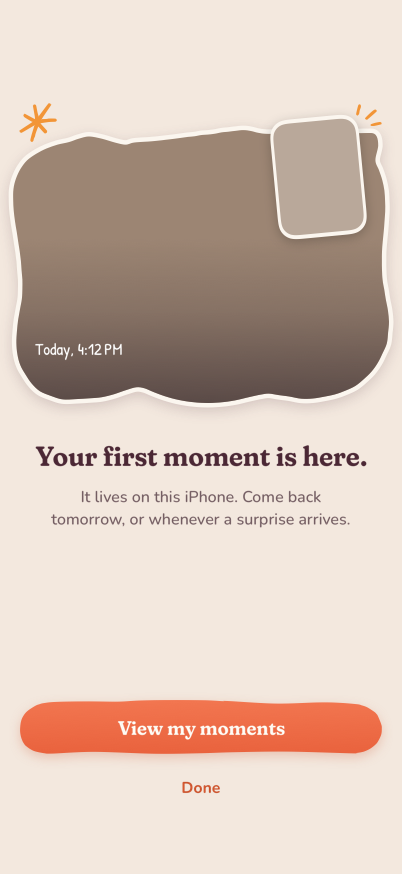 Today, 4:12 PM
Your first moment is here.
It lives on this iPhone. Come back
tomorrow, or whenever a surprise arrives.
View my moments
Done